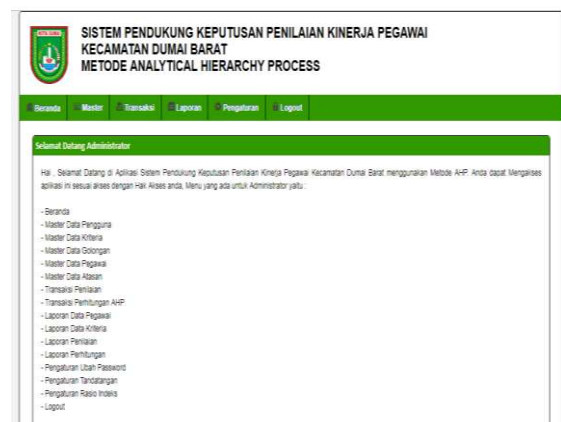 SISTEM PENDUKUNG KEPUTUSAN PENILAIAN KINERJA PEGAWAI
KECAMATAN DUMAI BARAT
METODE ANALYTICAL HIERARCHY PROCESS
Beranda Master Transaksi Laporan Pengaturan Logout
Selamat Datang Administrator
Hai , Selamat Datang di Aplikasi Sistem Pendukung Keputusan Penilaian Kinerja Pegawai Kecamatan Dumai Barat menggunakan Metode AHP. Anda dapat Mengakses
aplikasi ini sesuai akses dengan Hak Akses anda, Menu yang ada untuk Administrator yaitu :
- Beranda
- Master Data Pengguna
- Master Data Kriteria
- Master Data Golongan
- Master Data Pegawai
- Master Data Atasan
- Transaksi Penilaian
- Transaksi Perhitungan AHP
- Laporan Data Pegawai
- Laporan Data Kriteria
- Laporan Penilaian
- Laporan Perhitungan
- Pengaturan Ubah Password
- Pengaturan Tandatangan
- Pengaturan Rasio Indeks
- Logout